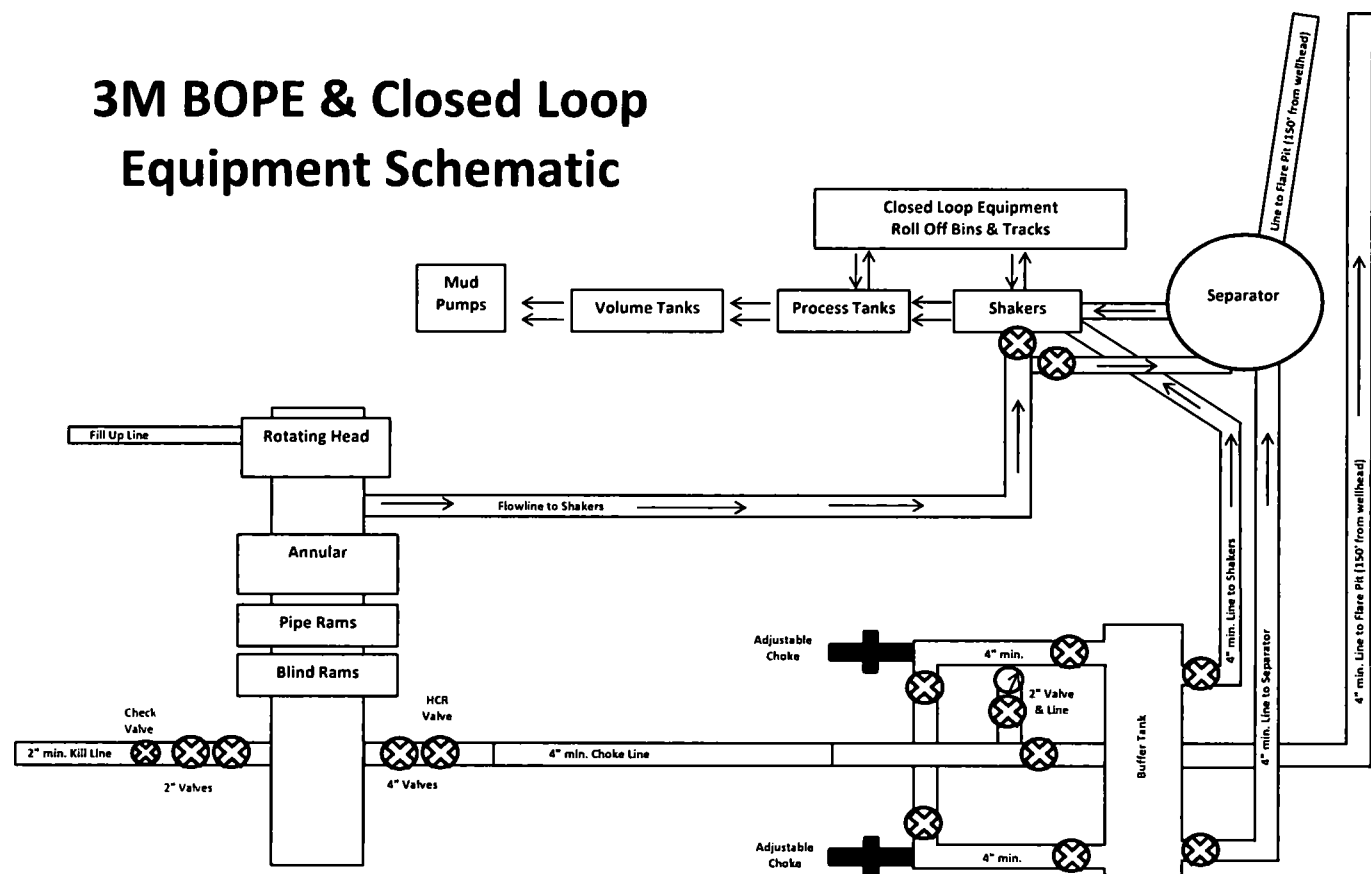 3M BOPE & Closed Loop
Equipment Schematic
Line to Flare Pit (150' from wellhead)
Closed Loop Equipment
Roll Off Bins & Tracks
Mud
Pumps
Volume Tanks
Process Tanks
Shakers
Separator
Fill Up Line
Rotating Head
Flowline to Shakers
Annular
Pipe Rams
Blind Rams
4" min. Line to Shakers
4" min. Line to Separator
4" min. Line to Flare Pit (150' from wellhead)
Adjustable
Choke
4" min.
2" Valve
& Line
Buffer Tank
Check
Valve
HCR
Valve
2" min. Kill Line
4" min. Choke Line
2" Valves
4" Valves
Adjustable
Choke
4" min.